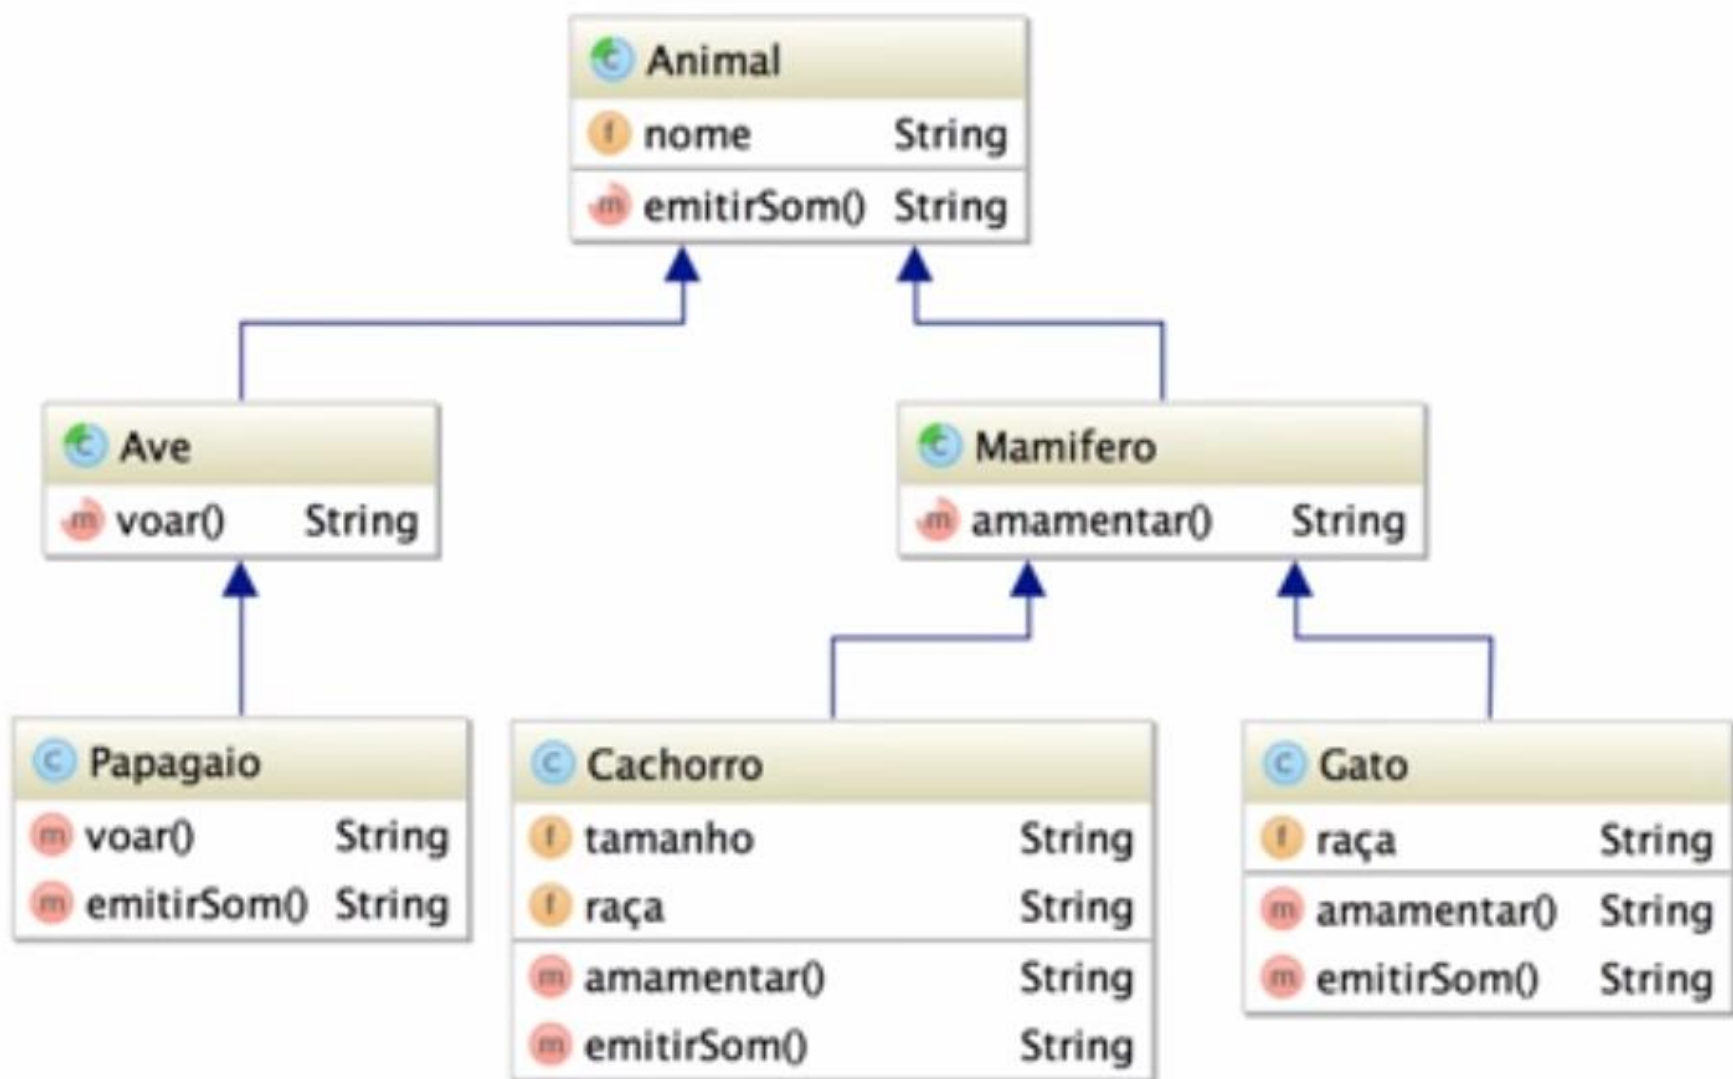 Animal
nome String
emitirSom() String
Ave
voar() String
Mamifero
amamentar() String
Papagaio
voar() String
emitirSom() String
Cachorro
tamanho String
raça String
amamentar() String
emitirSom() String
Gato
raça String
amamentar() String
emitirSom() String